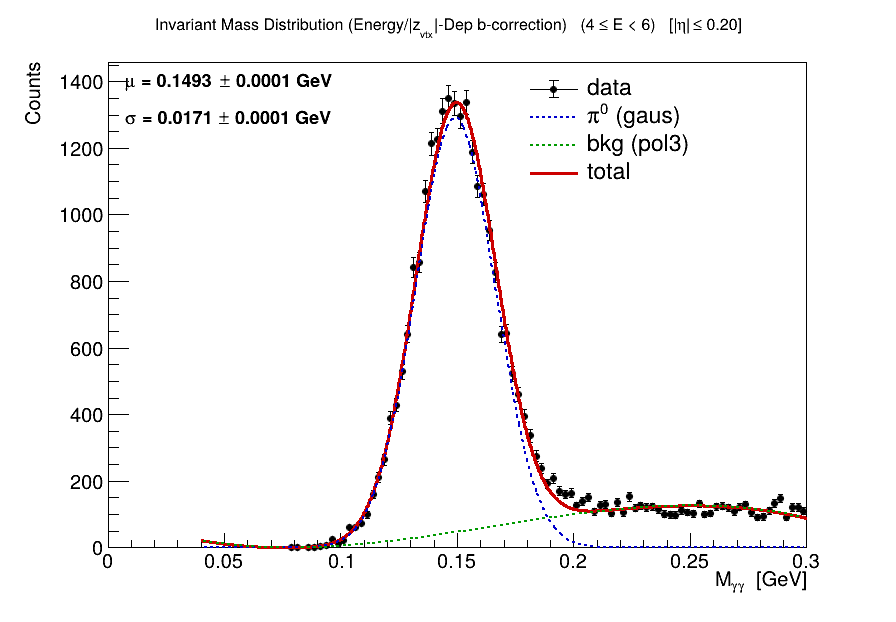 Invariant Mass Distribution (Energy/|z_vtx|-Dep b-correction) (4 ≤ E < 6) [|η| ≤ 0.20]
μ = 0.1493 ± 0.0001 GeV
σ = 0.0171 ± 0.0001 GeV
data
π⁰ (gaus)
bkg (pol3)
total
Counts
1400
1200
1000
800
600
400
200
0
0 0.05 0.1 0.15 0.2 0.25 0.3
M_γγ [GeV]